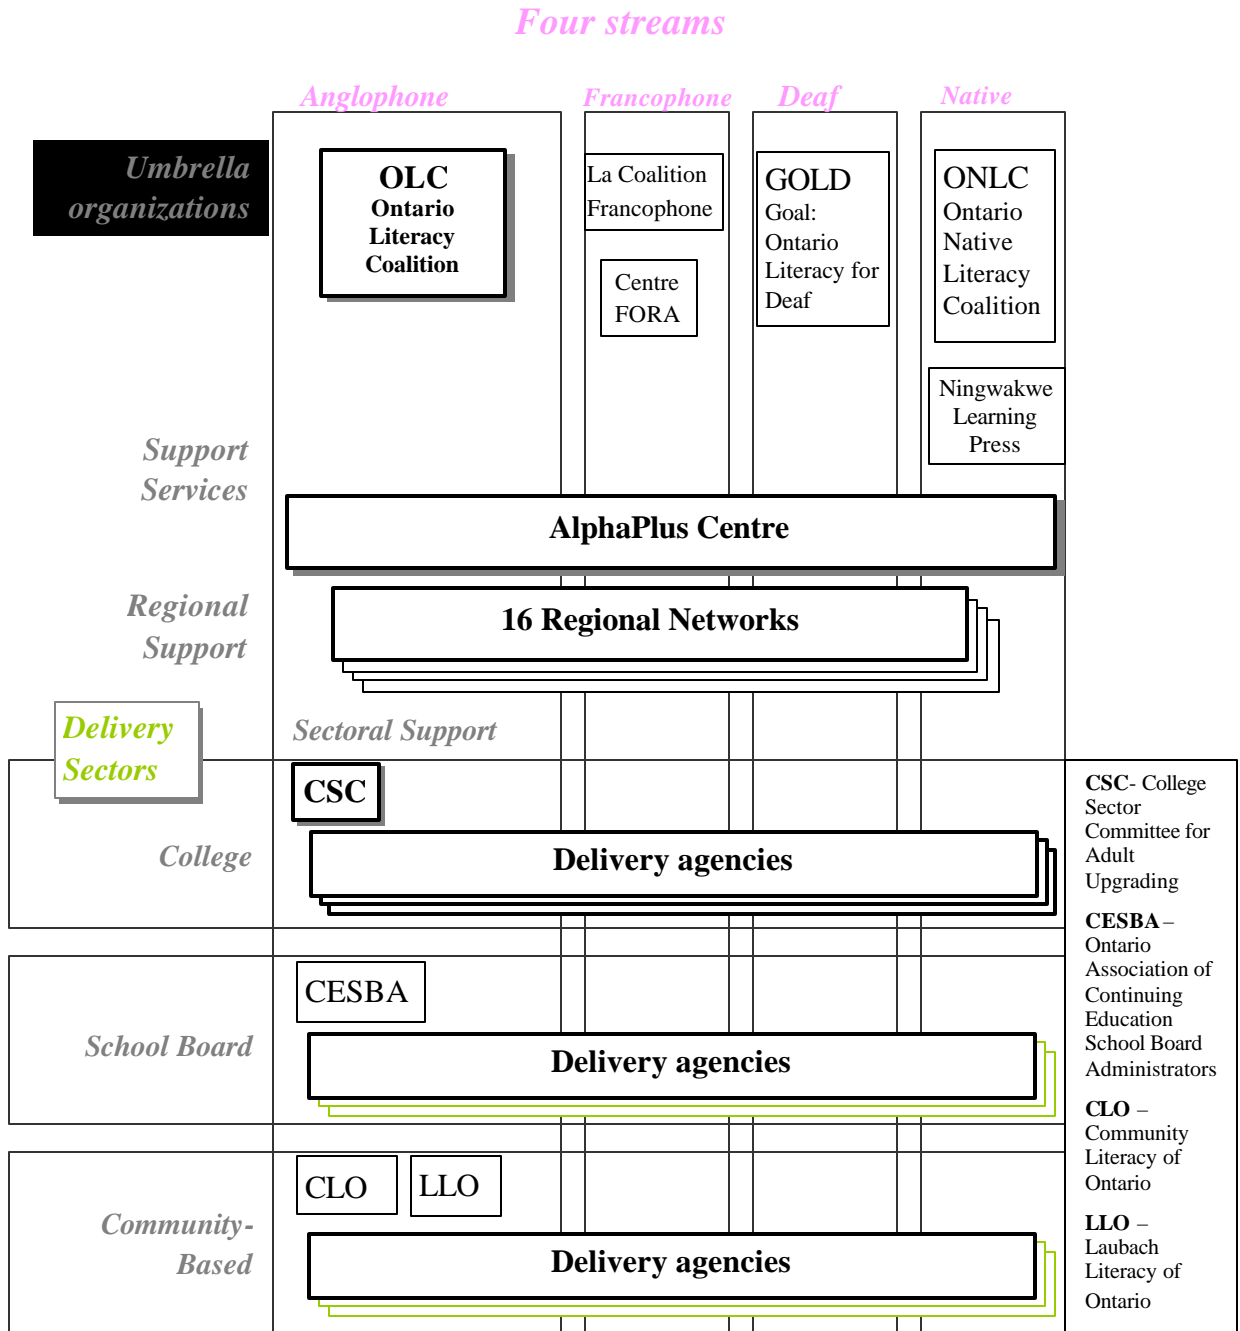 Four streams
Anglophone
Francophone
Deaf
Native
Umbrella
organizations
OLC
Ontario
Literacy
Coalition
La Coalition
Francophone
Centre
FORA
GOLD
Goal:
Ontario
Literacy for
Deaf
ONLC
Ontario
Native
Literacy
Coalition
Ningwakwe
Learning
Press
Support
Services
AlphaPlus Centre
Regional
Support
16 Regional Networks
Delivery
Sectors
Sectoral Support
College
CSC
Delivery agencies
School Board
CESBA
Delivery agencies
Community-
Based
CLO
LLO
Delivery agencies
CSC- College
Sector
Committee for
Adult
Upgrading
CESBA –
Ontario
Association of
Continuing
Education
School Board
Administrators
CLO –
Community
Literacy of
Ontario
LLO –
Laubach
Literacy of
Ontario